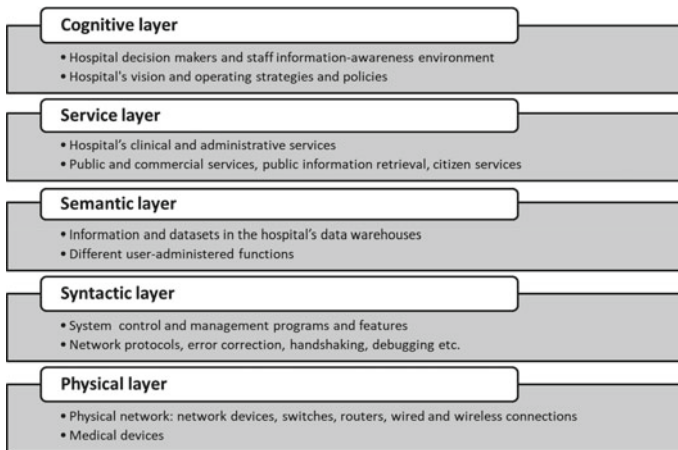 Cognitive layer
• Hospital decision makers and staff information-awareness environment
• Hospital's vision and operating strategies and policies
Service layer
• Hospital's clinical and administrative services
• Public and commercial services, public information retrieval, citizen services
Semantic layer
• Information and datasets in the hospital's data warehouses
• Different user-administered functions
Syntactic layer
• System control and management programs and features
• Network protocols, error correction, handshaking, debugging etc.
Physical layer
• Physical network: network devices, switches, routers, wired and wireless connections
• Medical devices